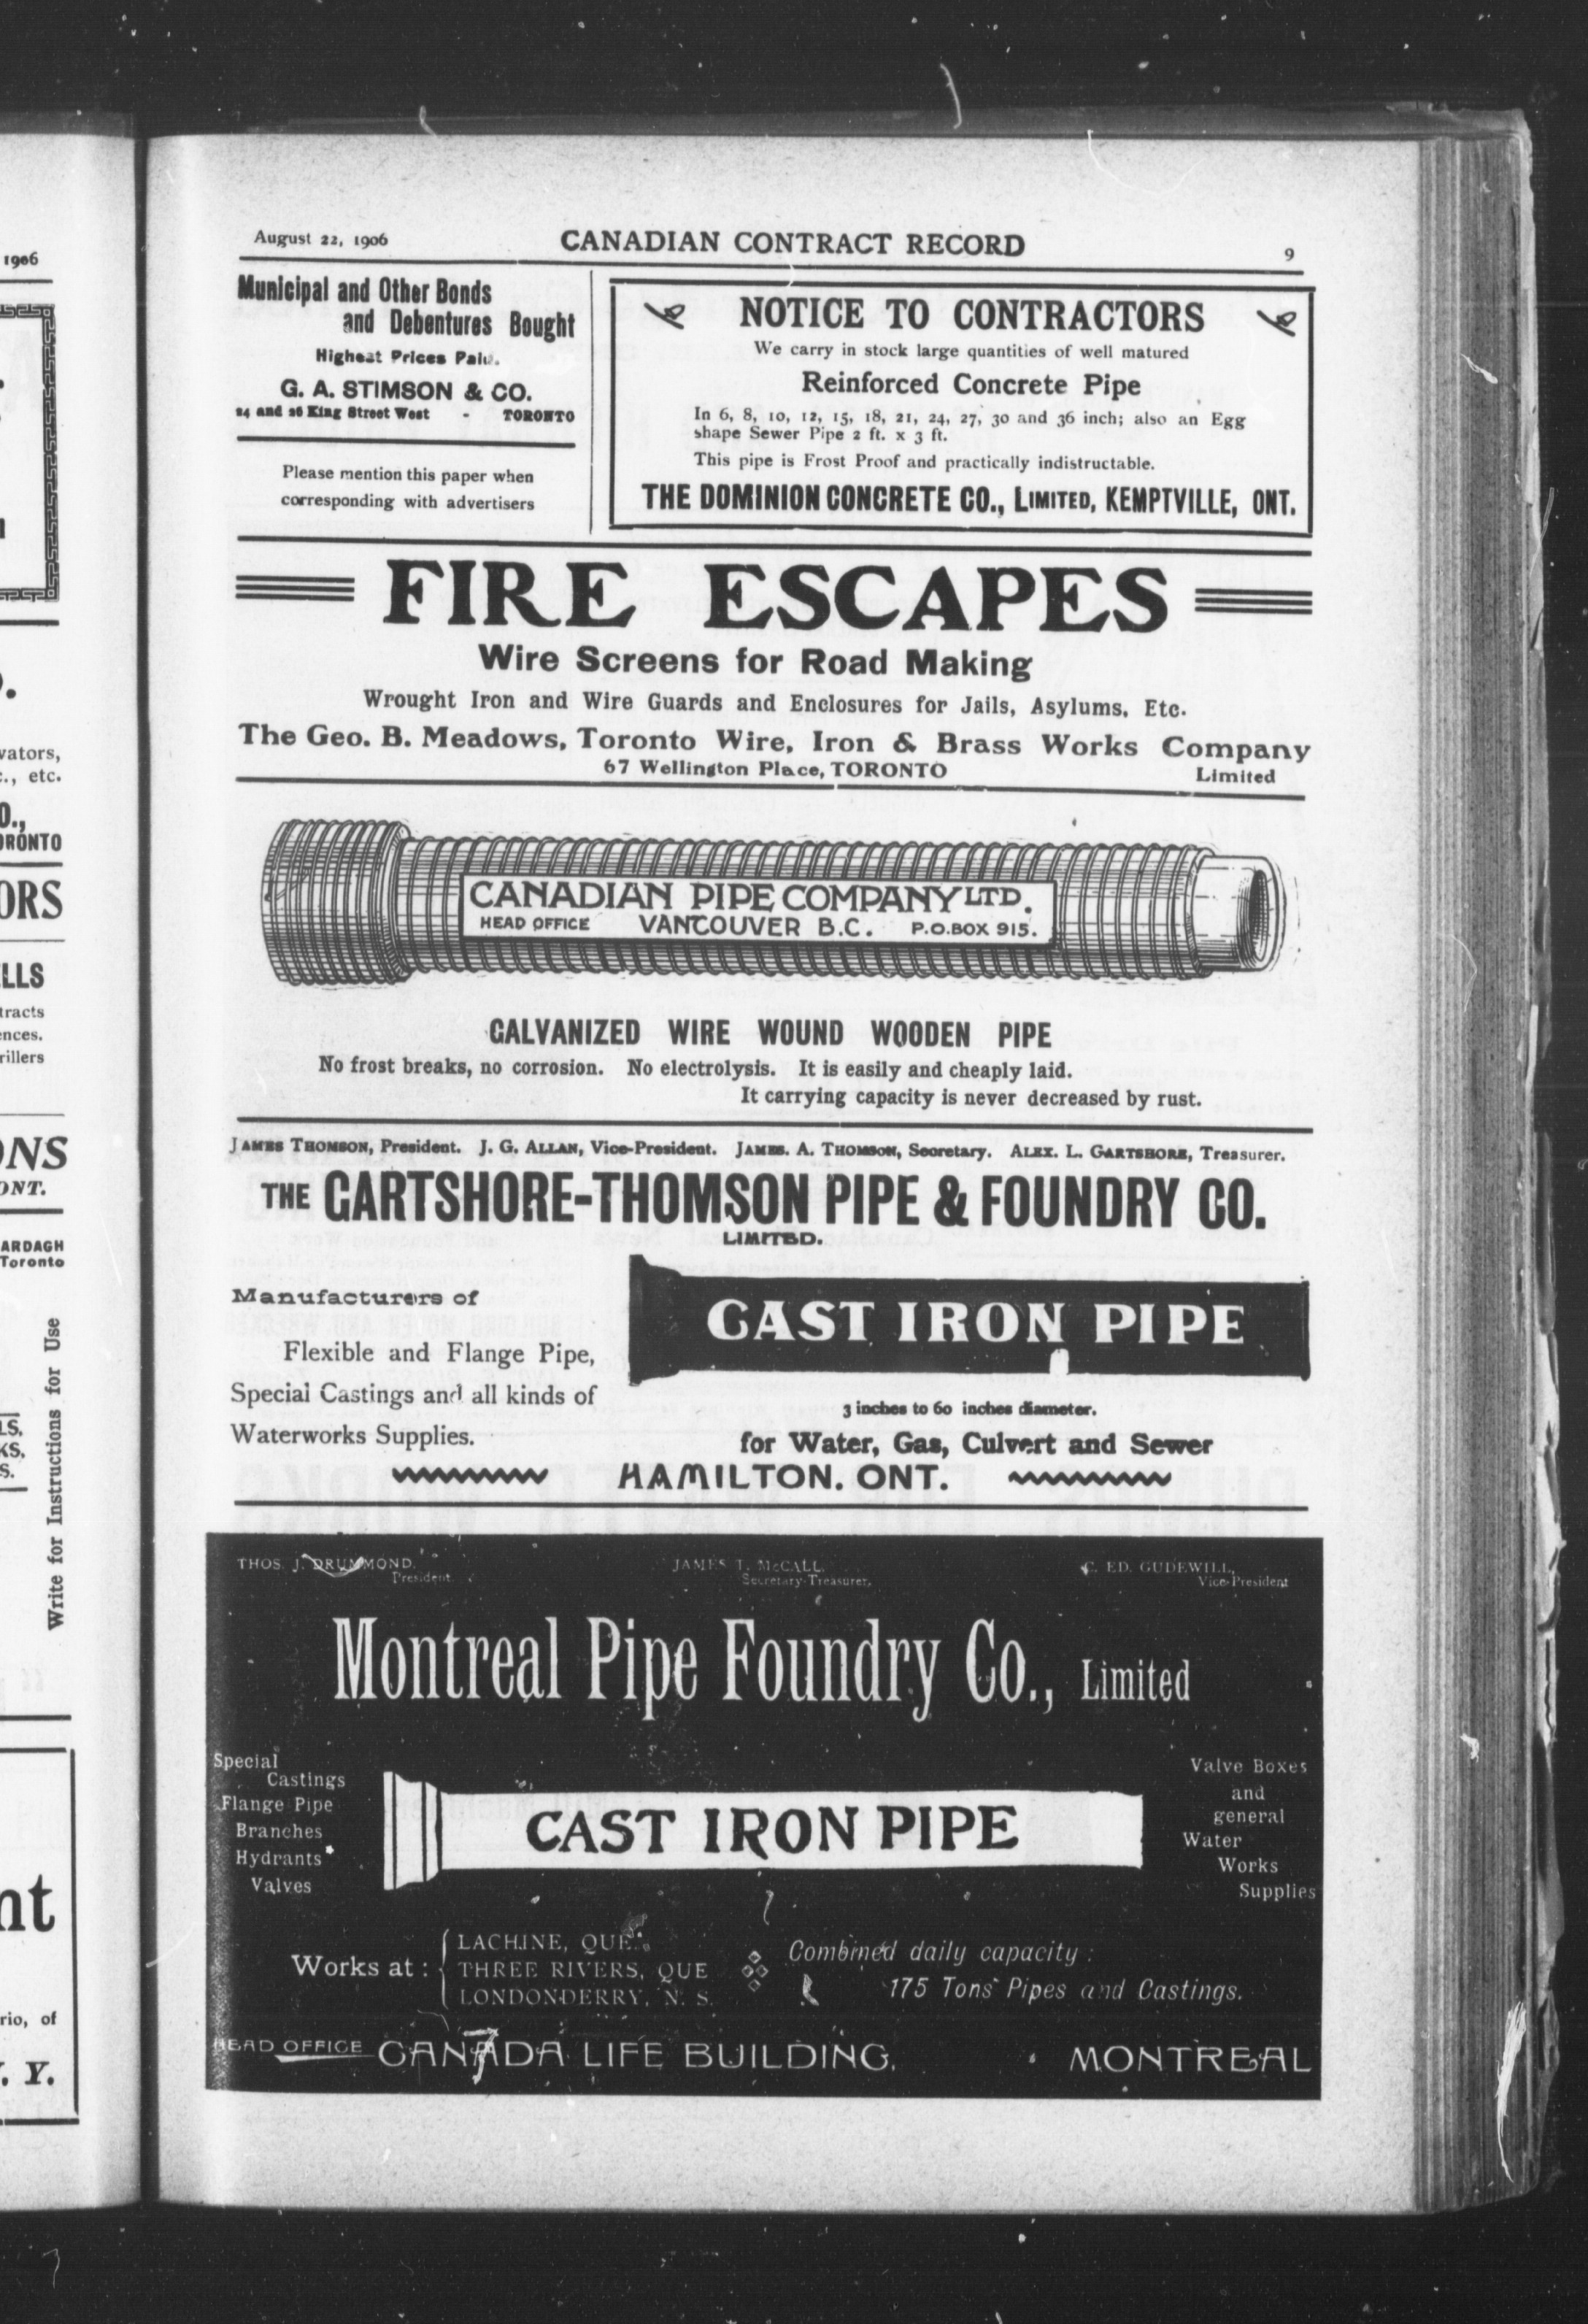 August 22, 1906
CANADIAN CONTRACT RECORD
9
Municipal and Other Bonds
and Debentures Bought
Highest Prices Paid.
G. A. STIMSON & CO.
24 and 26 King Street West - TORONTO
Please mention this paper when
corresponding with advertisers
NOTICE TO CONTRACTORS
We carry in stock large quantities of well matured
Reinforced Concrete Pipe
In 6, 8, 10, 12, 15, 18, 21, 24, 27, 30 and 36 inch; also an Egg
shape Sewer Pipe 2 ft. x 3 ft.
This pipe is Frost Proof and practically indistructable.
THE DOMINION CONCRETE CO., LIMITED, KEMPTVILLE, ONT.
FIRE ESCAPES
Wire Screens for Road Making
Wrought Iron and Wire Guards and Enclosures for Jails, Asylums, Etc.
The Geo. B. Meadows, Toronto Wire, Iron & Brass Works Company
67 Wellington Place, TORONTO Limited
CANADIAN PIPE COMPANY LTD.
HEAD OFFICE VANCOUVER B.C. P.O.BOX 915.
GALVANIZED WIRE WOUND WOODEN PIPE
No frost breaks, no corrosion. No electrolysis. It is easily and cheaply laid.
It carrying capacity is never decreased by rust.
JAMES THOMSON, President. J. G. ALLAN, Vice-President. JAMES. A. THOMSON, Secretary. ALEX. L. GARTSHORE, Treasurer.
THE GARTSHORE-THOMSON PIPE & FOUNDRY CO.
LIMITED.
Manufacturers of
Flexible and Flange Pipe,
Special Castings and all kinds of
Waterworks Supplies.
CAST IRON PIPE
3 inches to 60 inches diameter.
for Water, Gas, Culvert and Sewer
HAMILTON. ONT.
THOS. J. DRUMMOND,
President.
JAMES T. McCALL,
Secretary-Treasurer,
C. ED. GUDEWILL,
Vice-President
Montreal Pipe Foundry Co., Limited
Special
Castings
Flange Pipe
Branches
Hydrants
Valves
CAST IRON PIPE
Valve Boxes
and
general
Water
Works
Supplies
Works at :
LACHINE, QUE.
THREE RIVERS, QUE
LONDONDERRY, N. S.
Combined daily capacity :
175 Tons Pipes and Castings.
HEAD OFFICE CANADA LIFE BUILDING, MONTREAL
1906
etc.
TORONTO
ARDAGH
Toronto
ONT.
Write for Instructions for Use
of
Y.